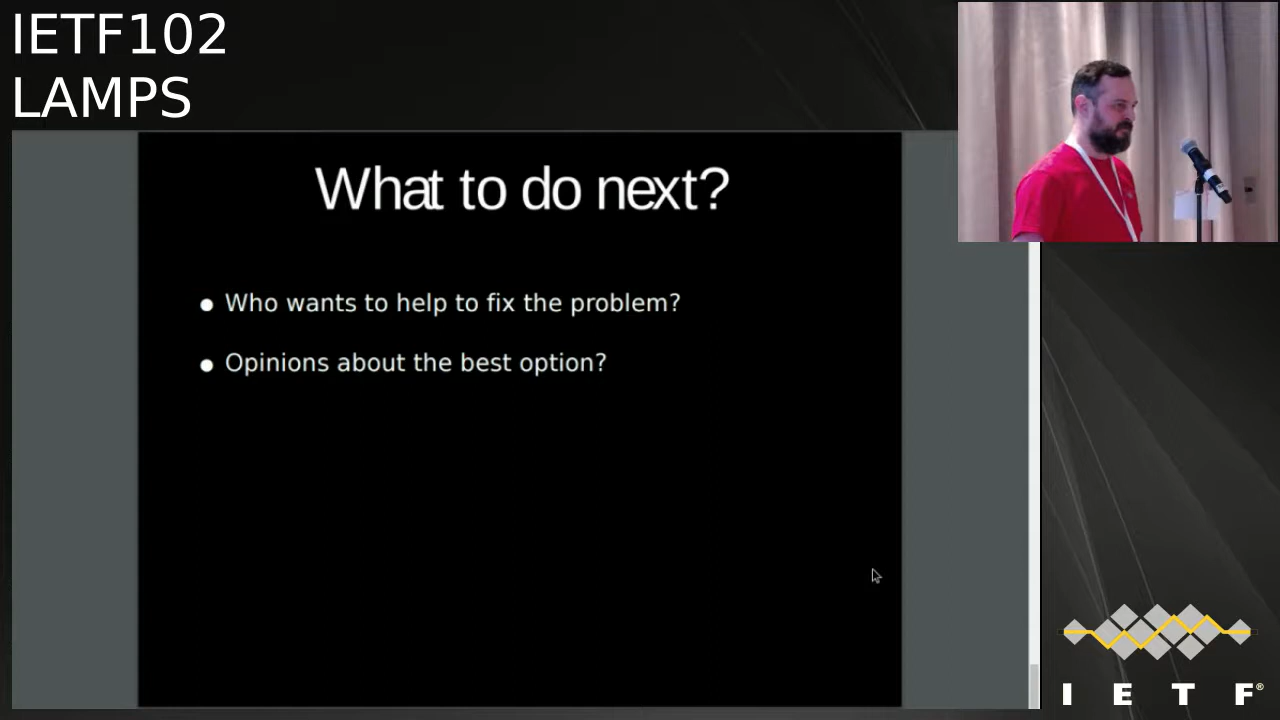 IETF102
LAMPS
What to do next?
● Who wants to help to fix the problem?
● Opinions about the best option?
I E T F®